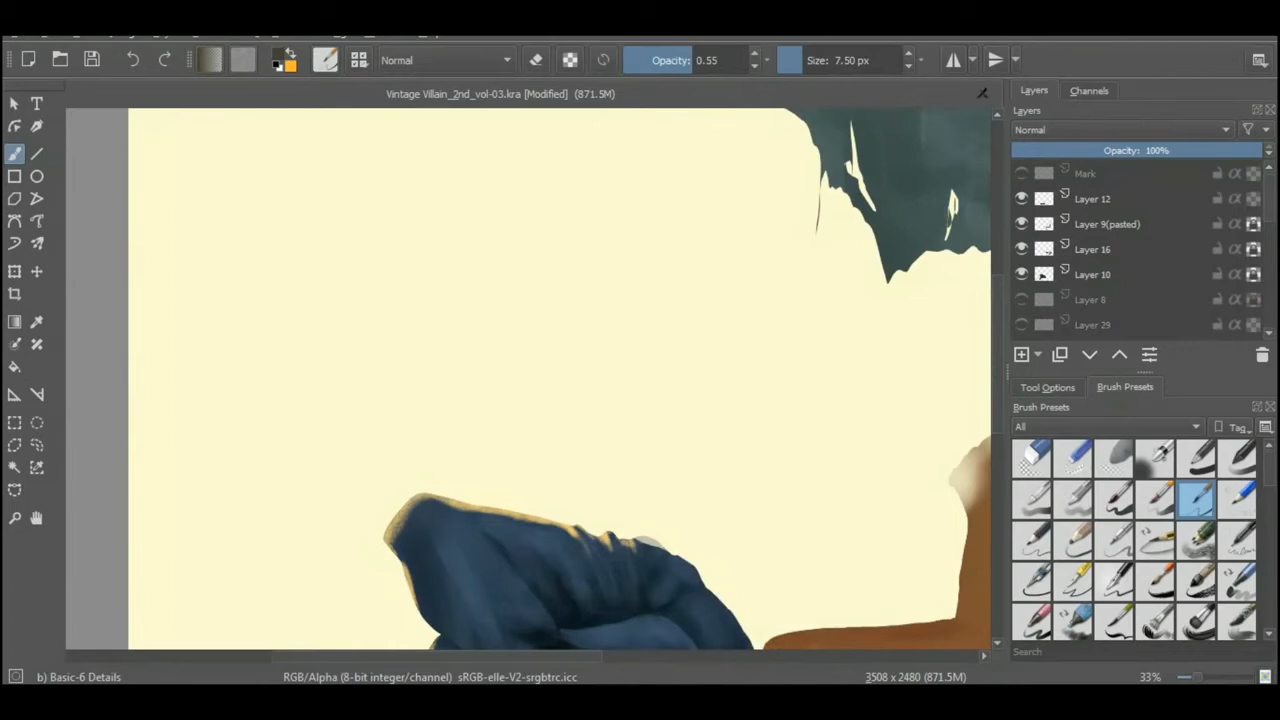 Normal
Opacity: 0.55
Size: 7.50 px
Vintage Villain_2nd_vol-03.kra [Modified] (871.5M)
Layers
Channels
Layers
Normal
Opacity: 100%
Mark
Layer 12
Layer 9(pasted)
Layer 16
Layer 10
Layer 8
Layer 29
Tool Options
Brush Presets
Brush Presets
All
Tag
Search
b) Basic-6 Details
RGB/Alpha (8-bit integer/channel) sRGB-elle-V2-srgbtrc.icc
3508 x 2480 (871.5M)
33%